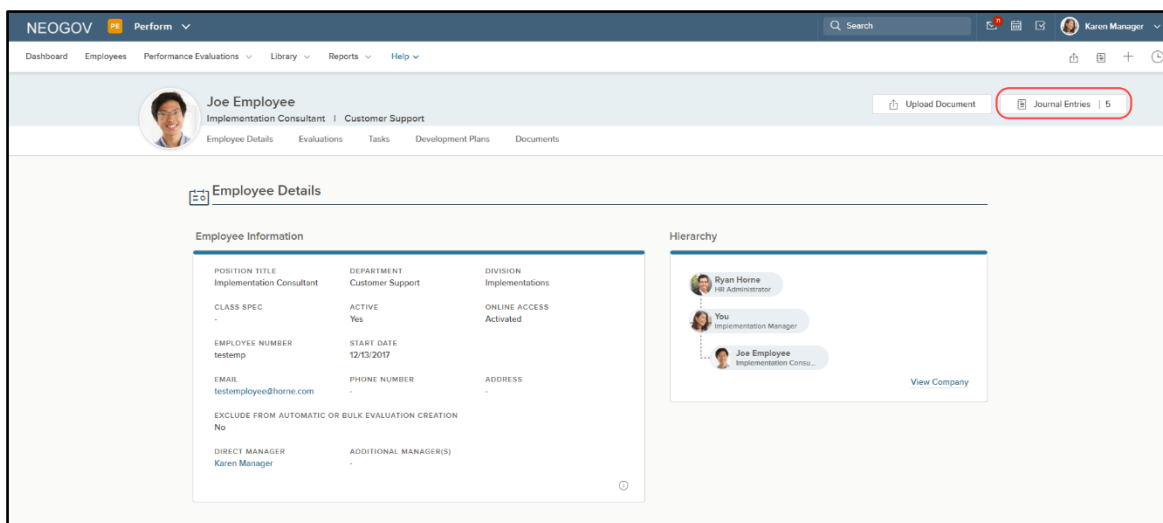 NEOGOV PE Perform Search 71 Karen Manager
Dashboard Employees Performance Evaluations Library Reports Help
Joe Employee
Implementation Consultant | Customer Support
Upload Document Journal Entries | 5
Employee Details Evaluations Tasks Development Plans Documents
Employee Details
Employee Information
POSITION TITLE DEPARTMENT DIVISION
Implementation Consultant Customer Support Implementations
CLASS SPEC ACTIVE ONLINE ACCESS
- Yes Activated
EMPLOYEE NUMBER START DATE
testemp 12/13/2017
EMAIL PHONE NUMBER ADDRESS
testemployee@horne.com - -
EXCLUDE FROM AUTOMATIC OR BULK EVALUATION CREATION
No
DIRECT MANAGER ADDITIONAL MANAGER(S)
Karen Manager -
Hierarchy
Ryan Horne
HR Administrator
You
Implementation Manager
Joe Employee
Implementation Consu...
View Company